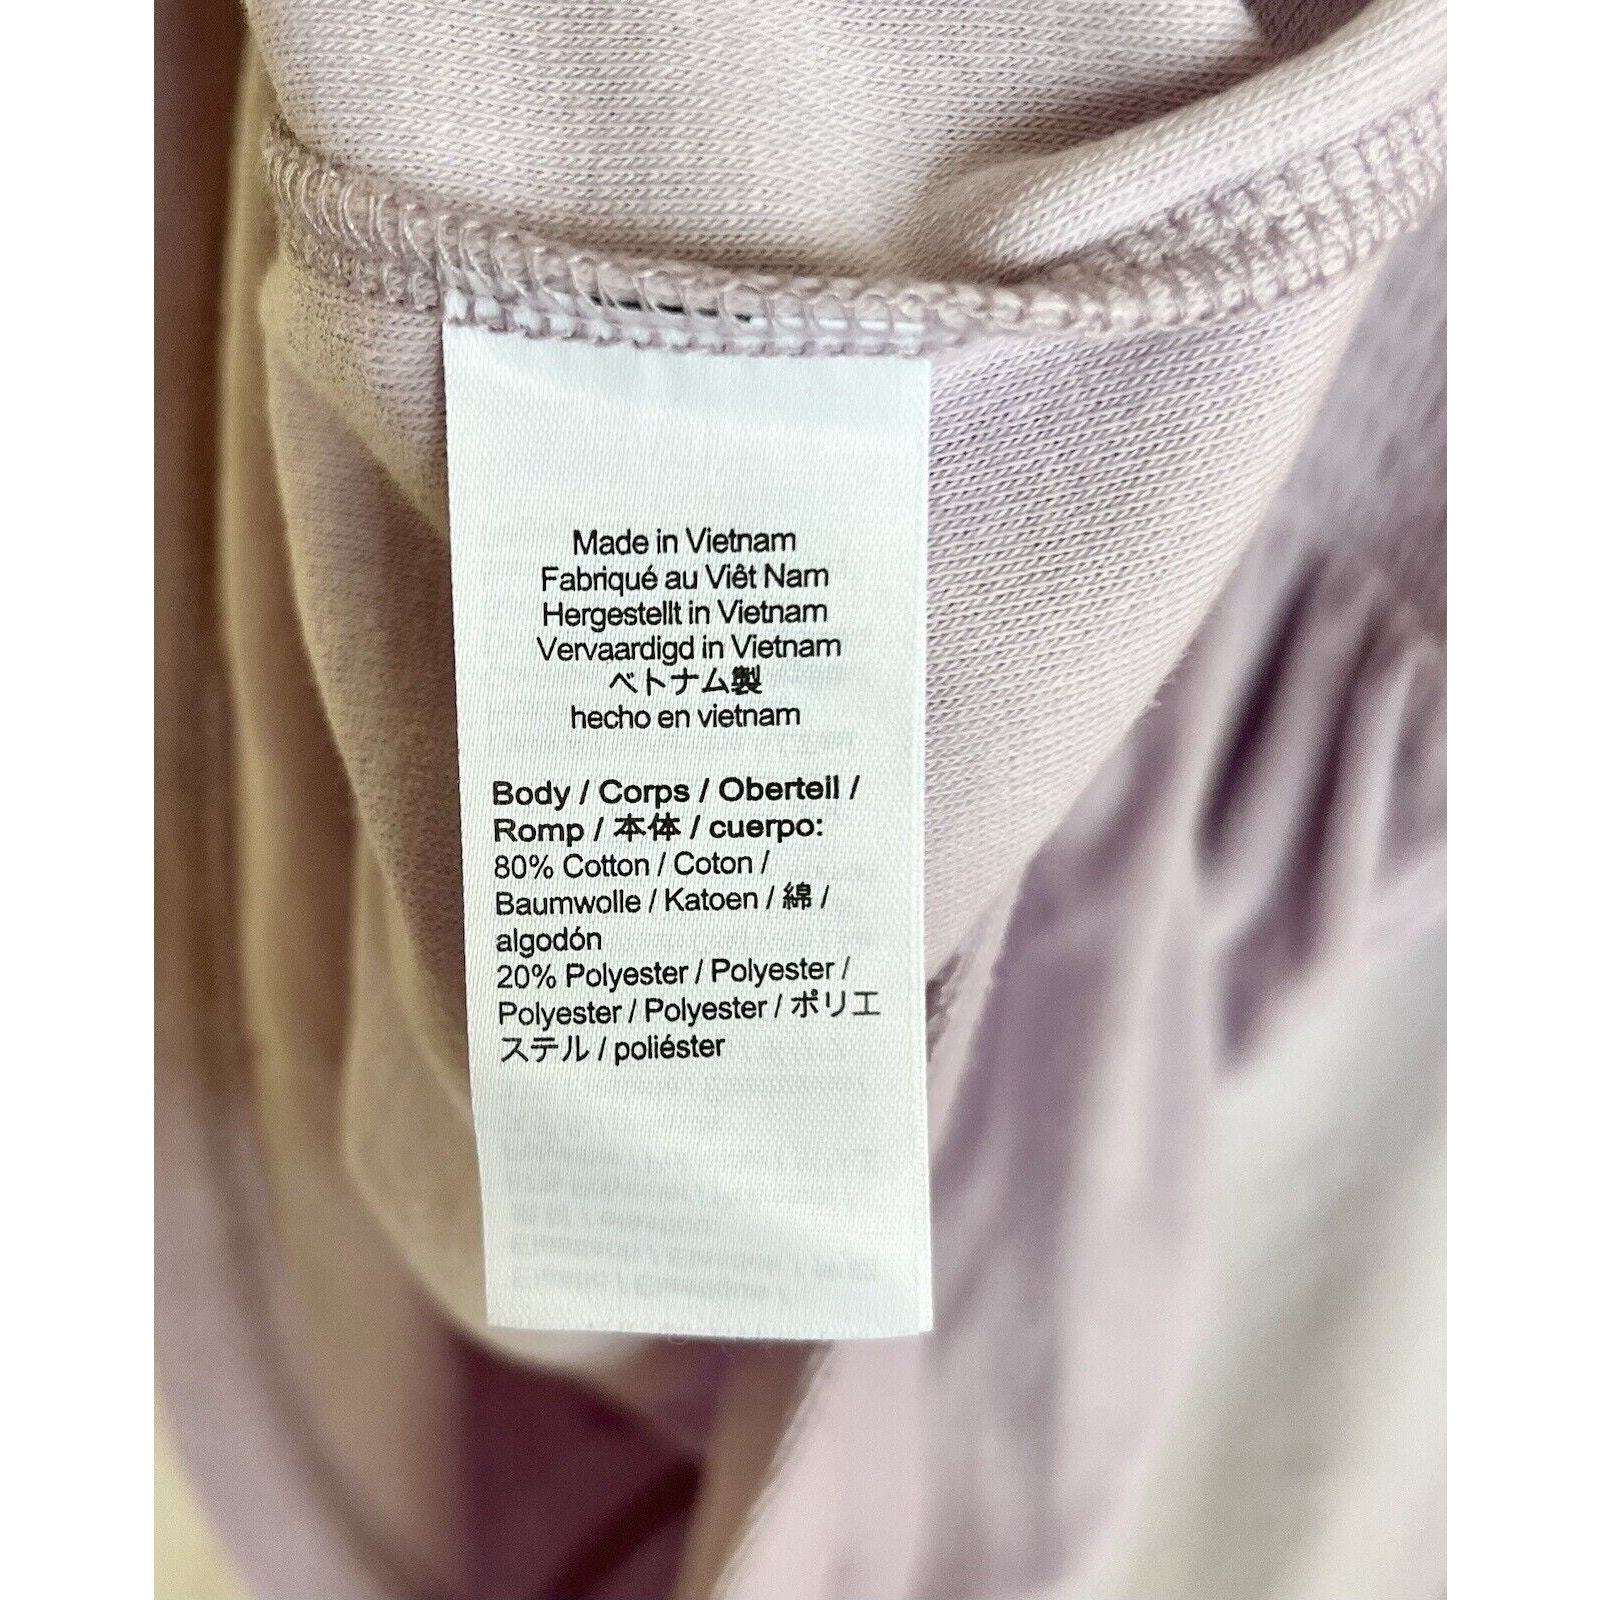 Made in Vietnam
Fabriqué au Viêt Nam
Hergestellt in Vietnam
Vervaardigd in Vietnam
ベトナム製
hecho en vietnam
Body / Corps / Oberteil /
Romp / 本体 / cuerpo:
80% Cotton / Coton /
Baumwolle / Katoen / 綿 /
algodón
20% Polyester / Polyester /
Polyester / Polyester / ポリエ
ステル / poliéster